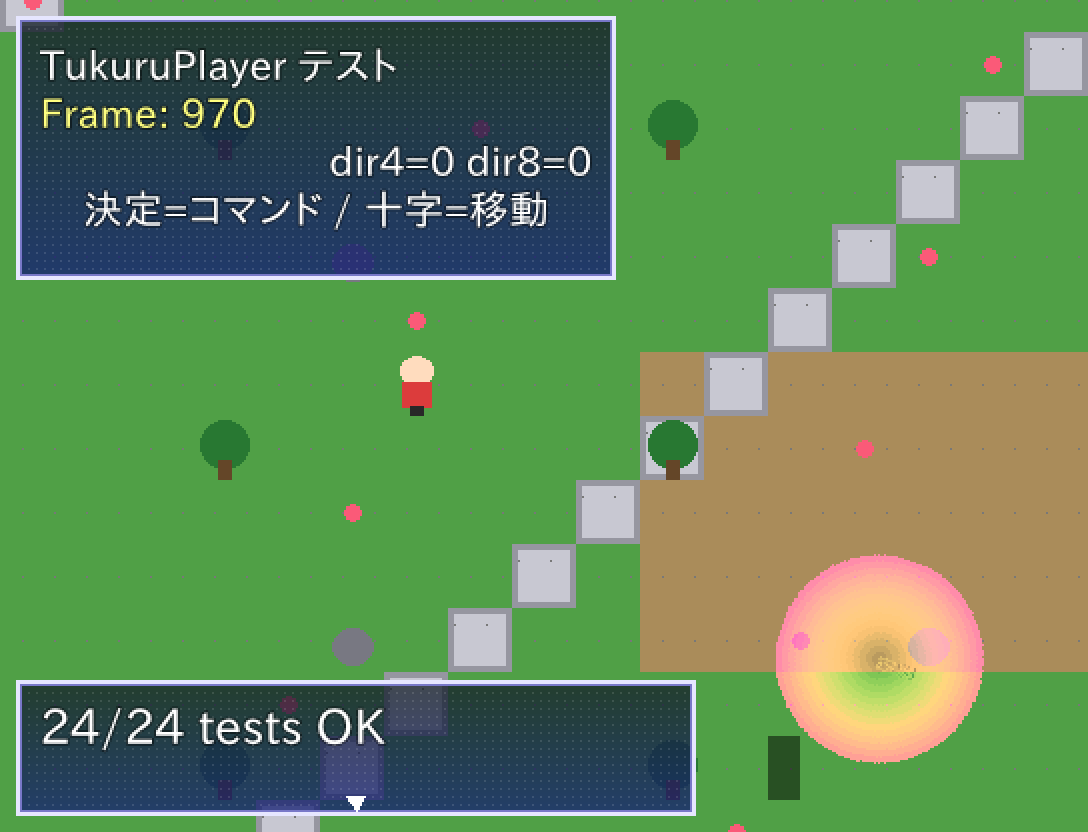 TukuruPlayer テスト
Frame: 970
dir4=0 dir8=0
決定=コマンド / 十字=移動
24/24 tests OK